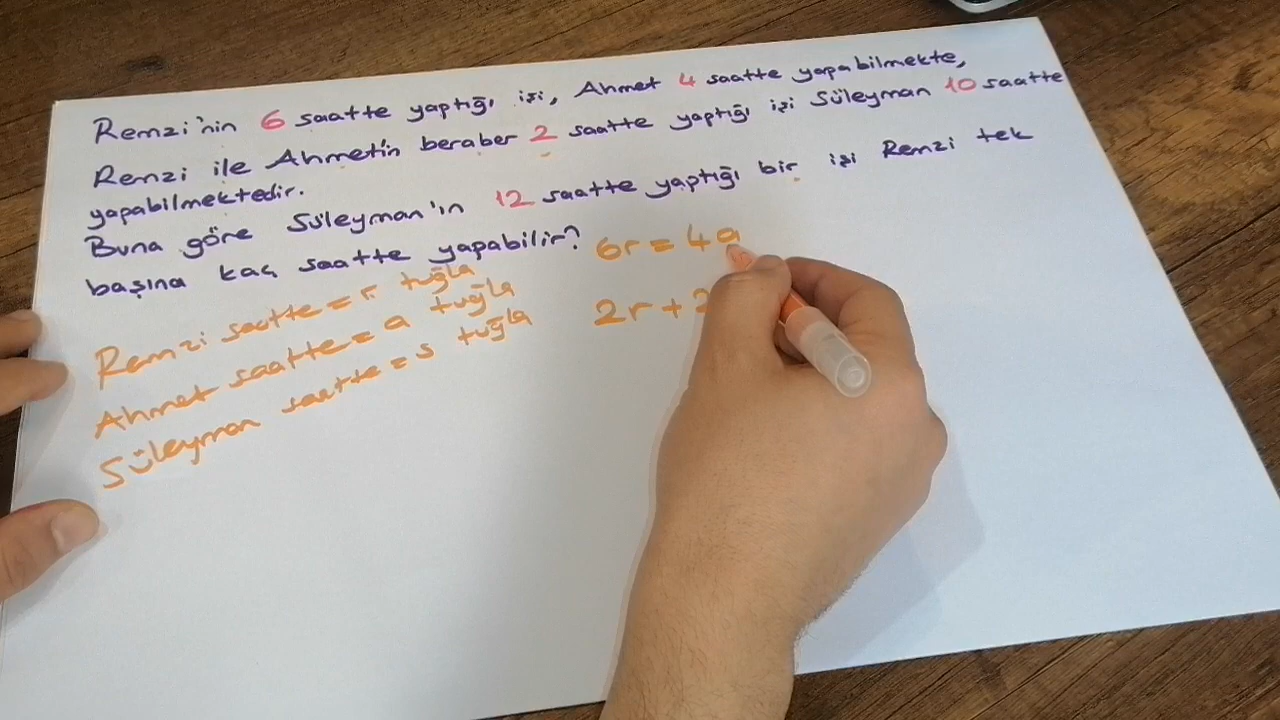 Remzi'nin 6 saatte yaptığı işi, Ahmet 4 saatte yapabilmekte,
Remzi ile Ahmet'in beraber 2 saatte yaptığı işi Süleyman 10 saatte
yapabilmektedir.
Buna göre Süleyman'ın 12 saatte yaptığı bir işi Remzi tek
başına kaç saatte yapabilir?
Remzi saatte = r tuğla
Ahmet saatte = a tuğla
Süleyman saatte = s tuğla
6r = 4a
2r + 2